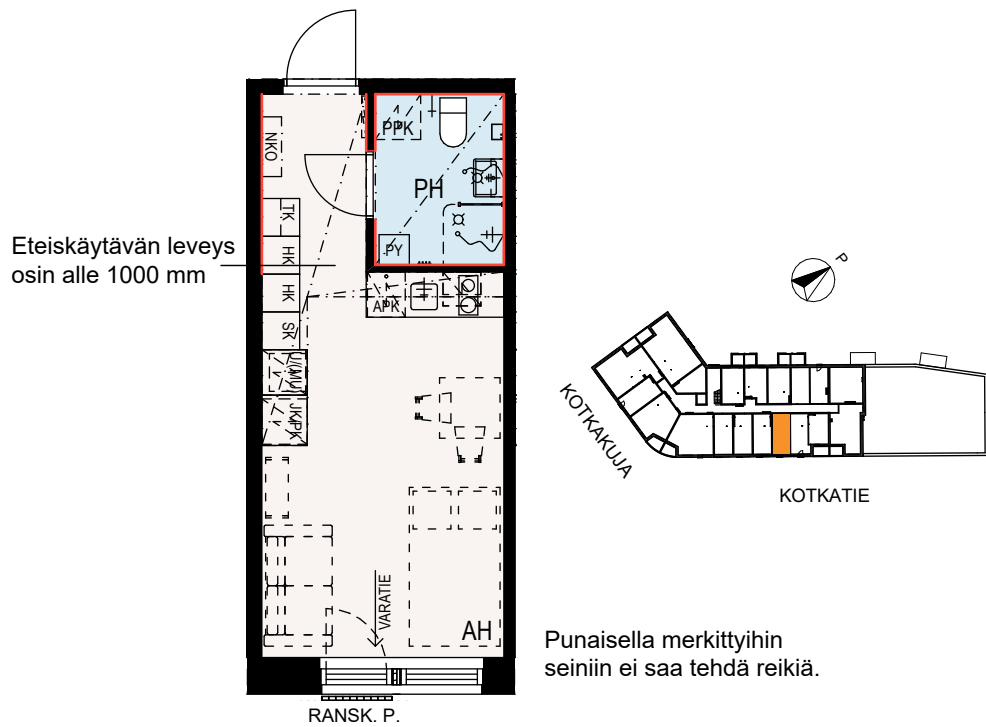 PPK
NKO
PH
TK
Eteiskäytävän leveys
osin alle 1000 mm
HK
PY
P
HK
APK
SK
U/MU
JK/PK
KOTKAKUJA
KOTKATIE
VARATIE
AH
Punaisella merkittyihin
seiniin ei saa tehdä reikiä.
RANSK. P.